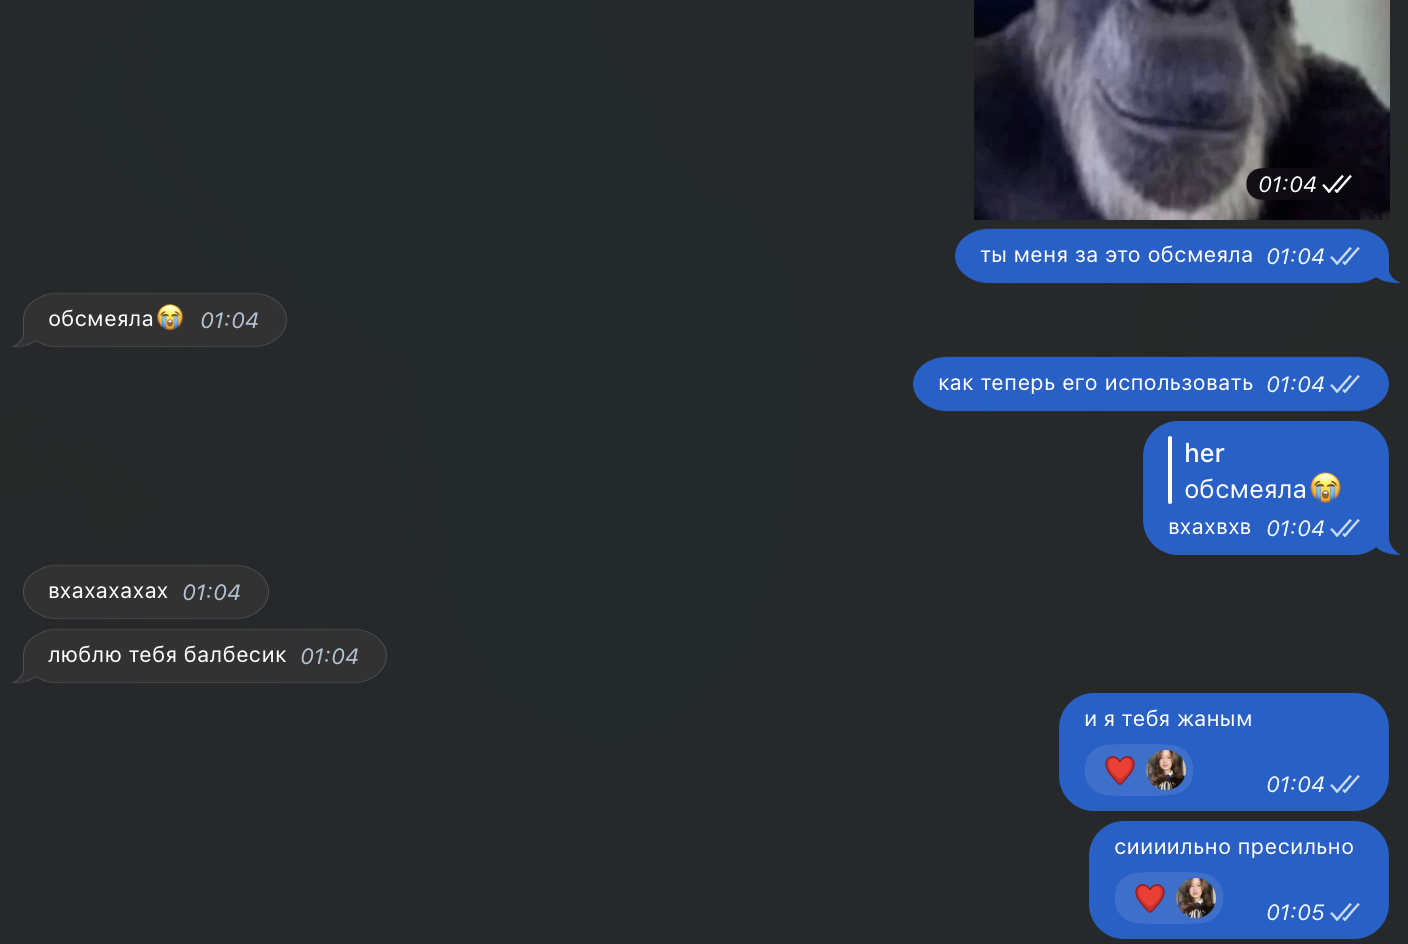 01:04
ты меня за это обсмеяла 01:04
обсмеяла😭 01:04
как теперь его использовать 01:04
her
обсмеяла😭
вхахвхв 01:04
вхахахахах 01:04
люблю тебя балбесик 01:04
и я тебя жаным
❤️ 01:04
сиииильно пресильно
❤️ 01:05